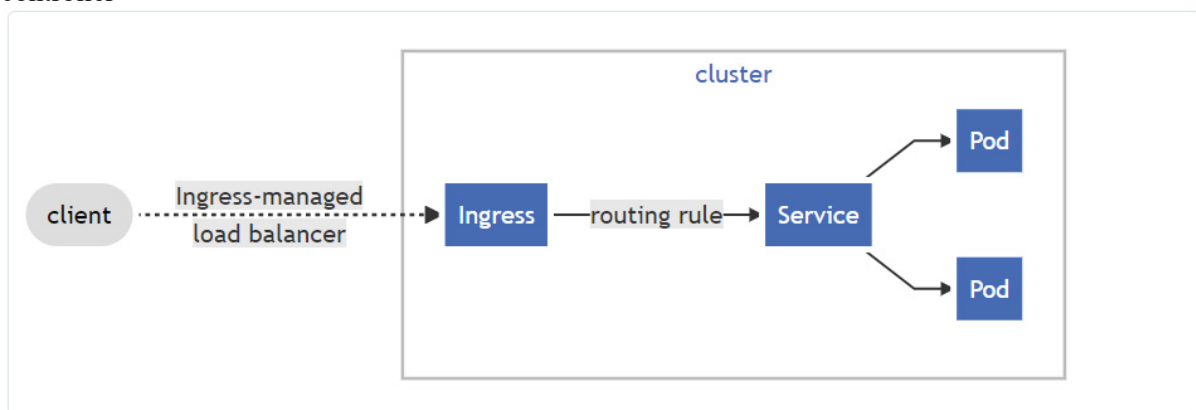 cluster
Pod
client
Ingress-managed
load balancer
Ingress
routing rule
Service
Pod